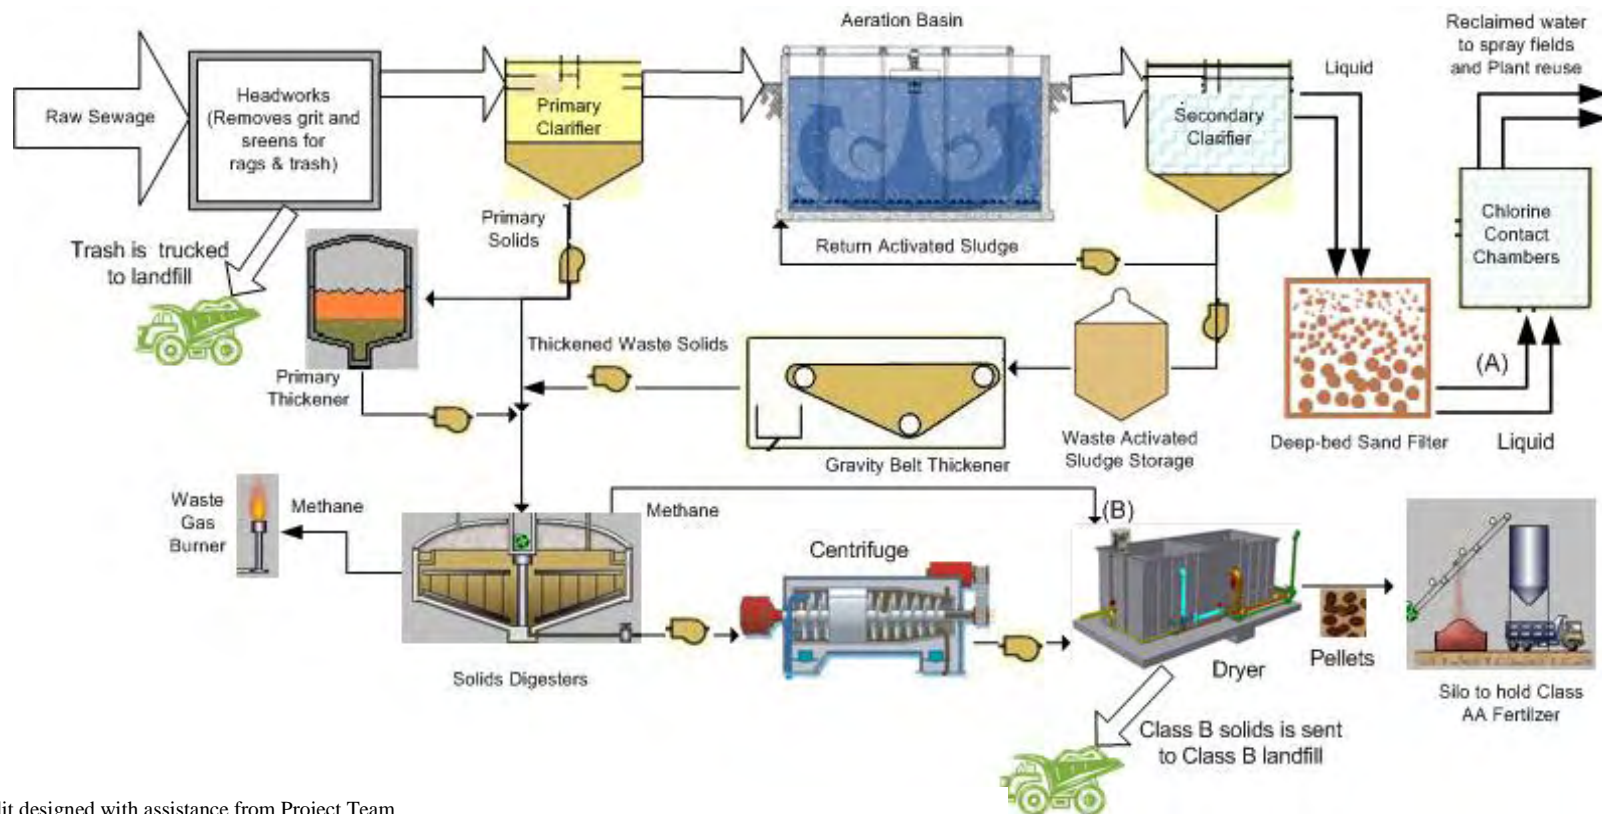 Aeration Basin
Reclaimed water
to spray fields
and Plant reuse
Raw Sewage
Headworks
(Removes grit and
sreens for
rags & trash)
Primary
Clarifier
Secondary
Clarifier
Liquid
Chlorine
Contact
Chambers
Primary
Solids
Return Activated Sludge
Trash is trucked
to landfill
Thickened Waste Solids
Primary
Thickener
(A)
Gravity Belt Thickener
Waste Activated
Sludge Storage
Deep-bed Sand Filter
Liquid
Waste
Gas
Burner
Methane
Methane
(B)
Centrifuge
Solids Digesters
Dryer
Pellets
Silo to hold Class
AA Fertilzer
Class B solids is sent
to Class B landfill
designed with assistance from Project Team